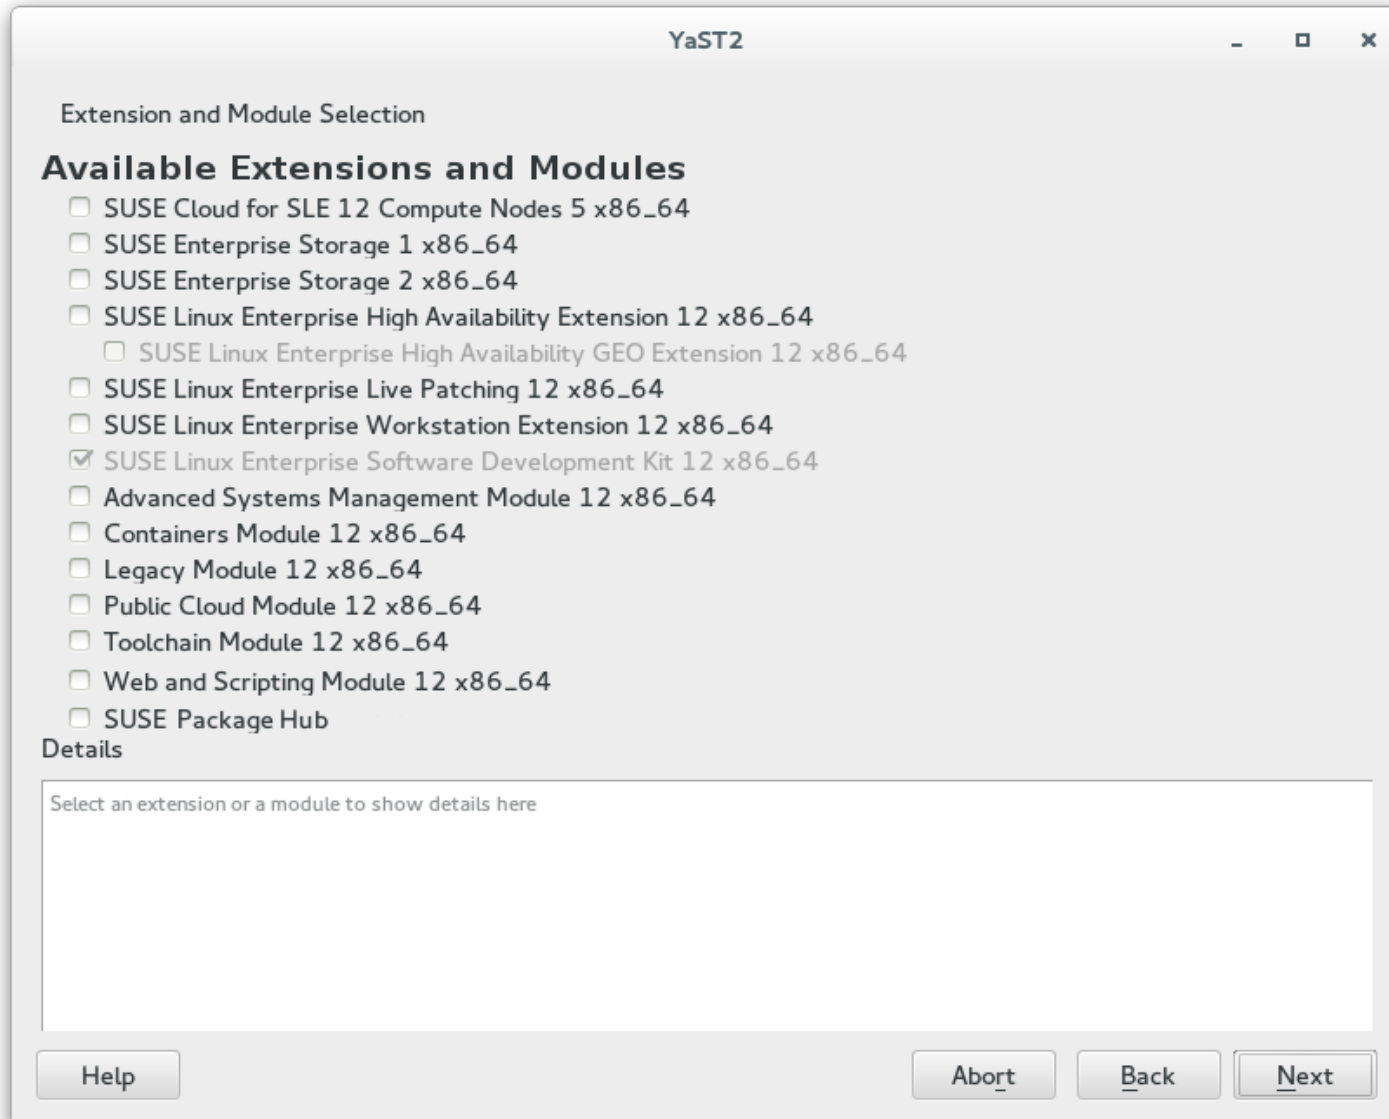 YaST2
Extension and Module Selection
Available Extensions and Modules
SUSE Cloud for SLE 12 Compute Nodes 5 x86_64
SUSE Enterprise Storage 1 x86_64
SUSE Enterprise Storage 2 x86_64
SUSE Linux Enterprise High Availability Extension 12 x86_64
SUSE Linux Enterprise High Availability GEO Extension 12 x86_64
SUSE Linux Enterprise Live Patching 12 x86_64
SUSE Linux Enterprise Workstation Extension 12 x86_64
SUSE Linux Enterprise Software Development Kit 12 x86_64
Advanced Systems Management Module 12 x86_64
Containers Module 12 x86_64
Legacy Module 12 x86_64
Public Cloud Module 12 x86_64
Toolchain Module 12 x86_64
Web and Scripting Module 12 x86_64
SUSE Package Hub
Details
Select an extension or a module to show details here
Help Abort Back Next